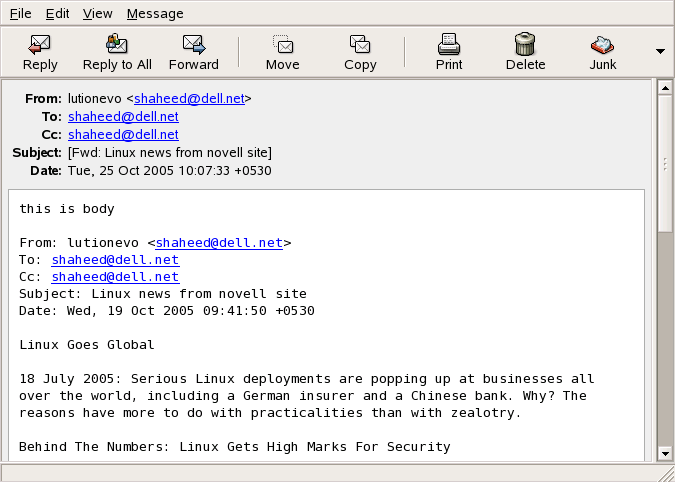 File Edit View Message
Reply Reply to All Forward Move Copy Print Delete Junk
From: lutionevo <shaheed@dell.net>
To: shaheed@dell.net
Cc: shaheed@dell.net
Subject: [Fwd: Linux news from novell site]
Date: Tue, 25 Oct 2005 10:07:33 +0530
this is body
From: lutionevo <shaheed@dell.net>
To: shaheed@dell.net
Cc: shaheed@dell.net
Subject: Linux news from novell site
Date: Wed, 19 Oct 2005 09:41:50 +0530
Linux Goes Global
18 July 2005: Serious Linux deployments are popping up at businesses all
over the world, including a German insurer and a Chinese bank. Why? The
reasons have more to do with practicalities than with zealotry.
Behind The Numbers: Linux Gets High Marks For Security